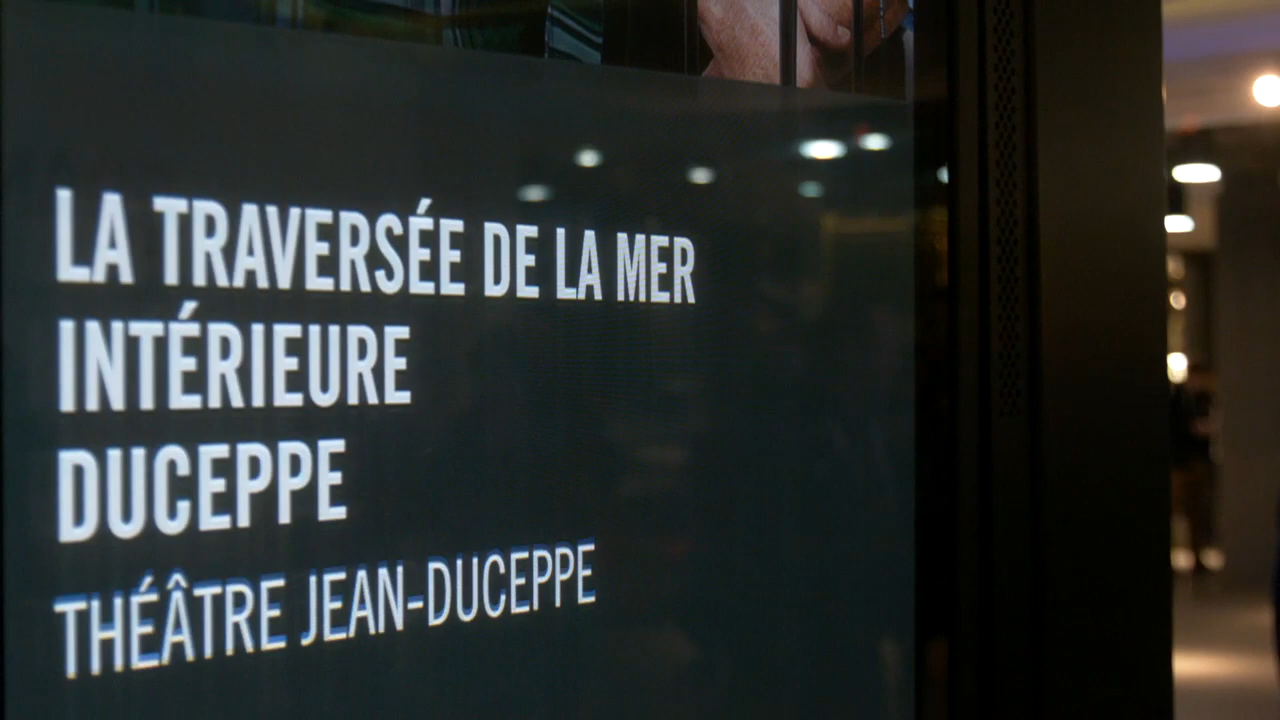 LA TRAVERSÉE DE LA MER
INTÉRIEURE
DUCEPPE
THÉÂTRE JEAN-DUCEPPE